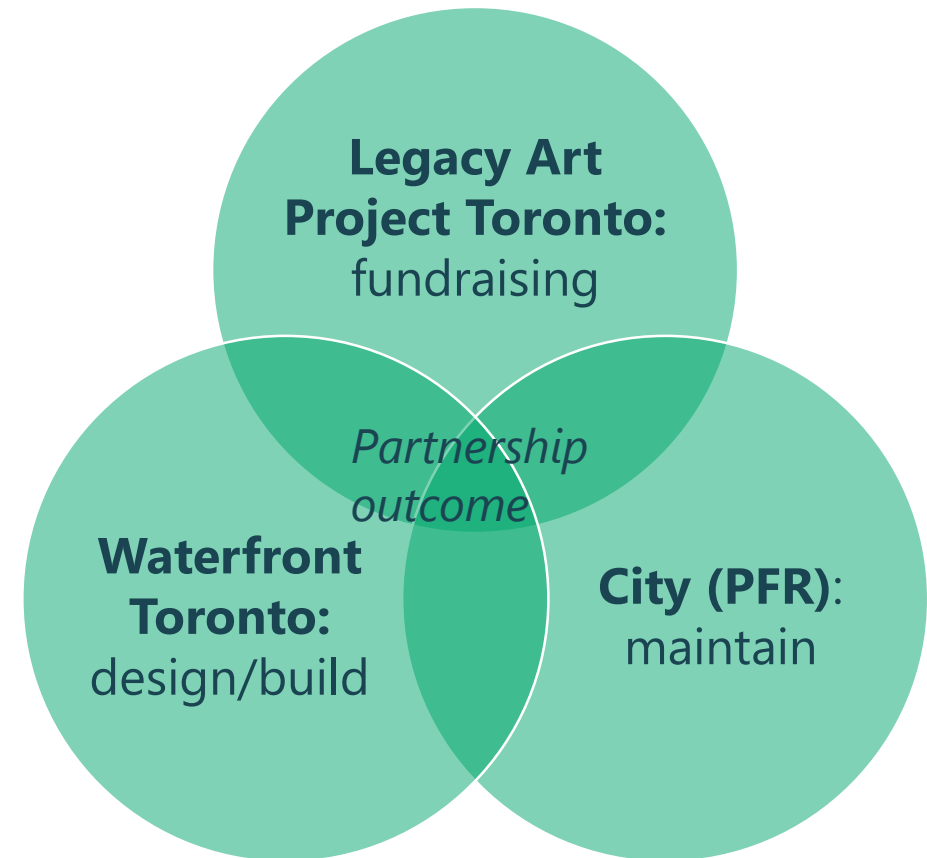 Legacy Art
Project Toronto:
fundraising
Partnership
outcome
Waterfront
Toronto:
design/build
City (PFR):
maintain